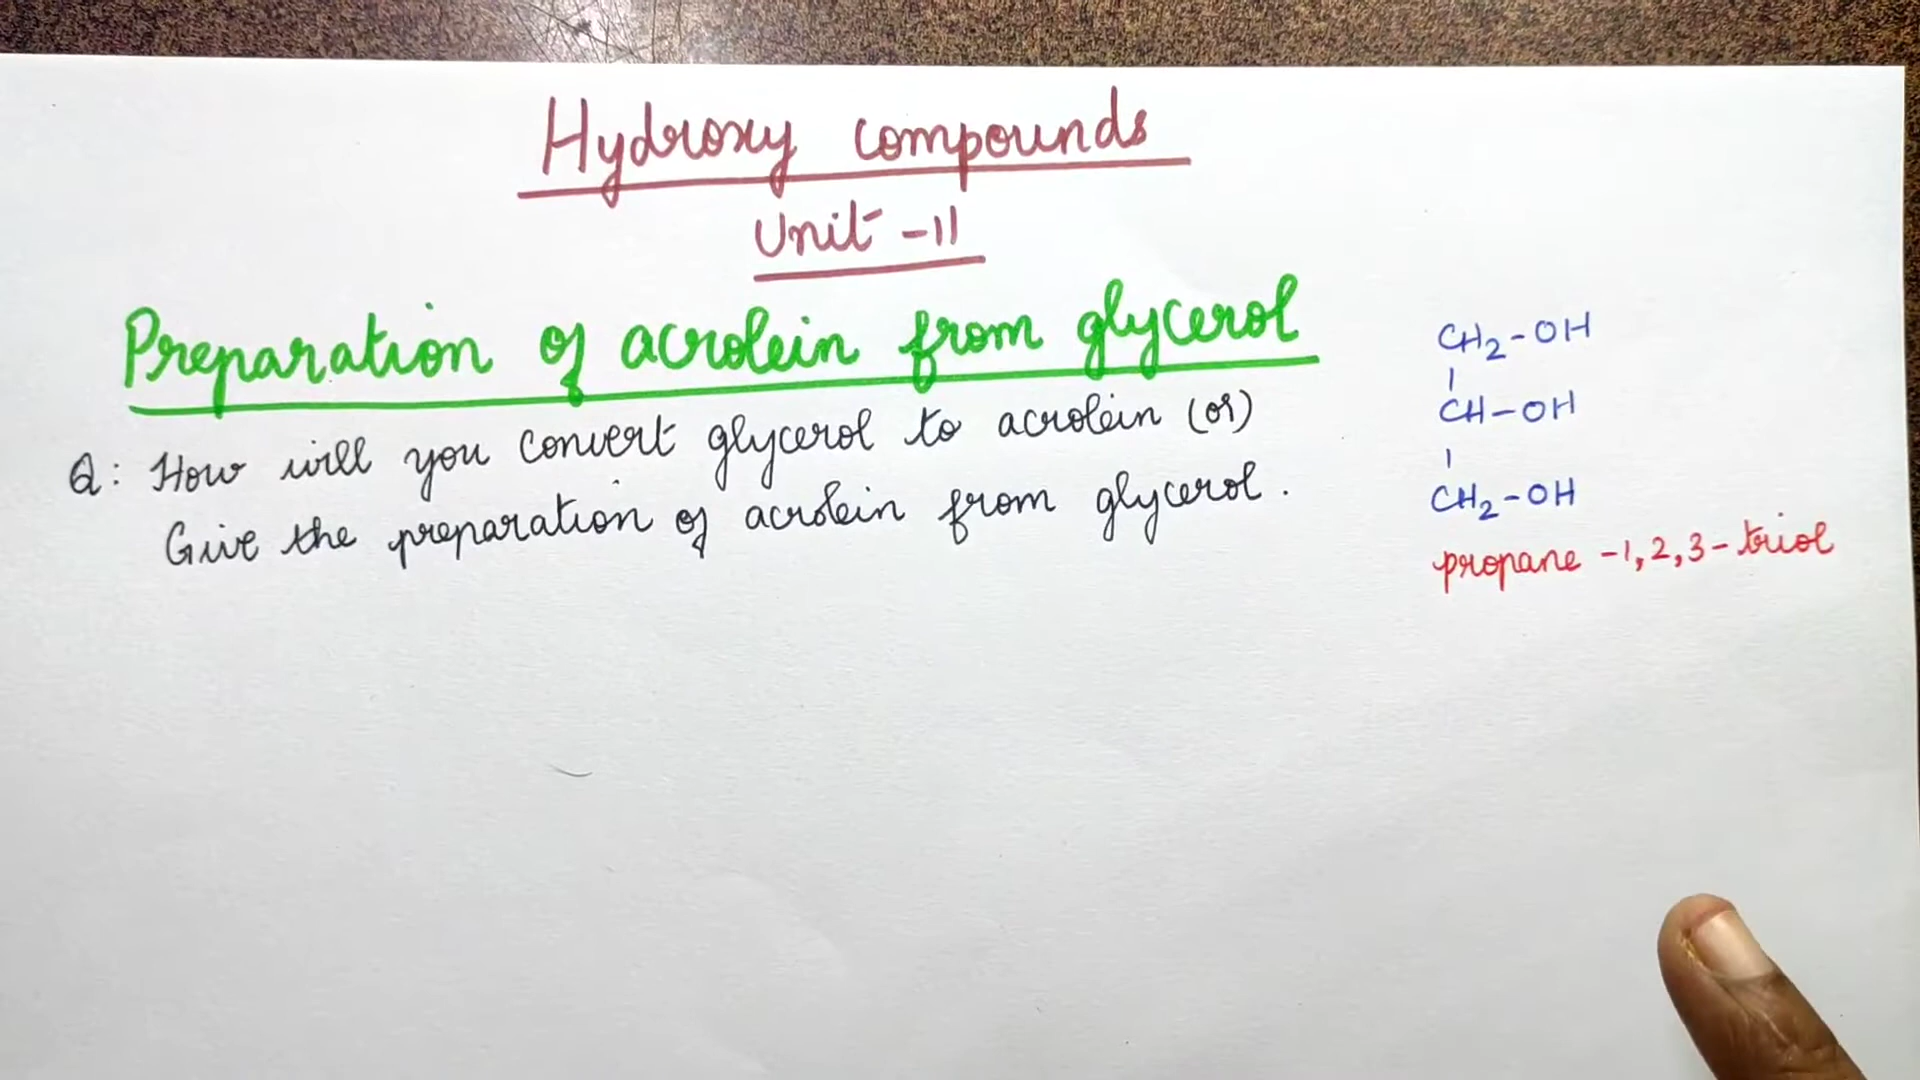 Hydroxy compounds
Unit - II
Preparation of acrolein from glycerol
Q: How will you convert glycerol to acrolein (or)
Give the preparation of acrolein from glycerol.
CH₂-OH
|
CH-OH
|
CH₂-OH
propane -1,2,3-triol